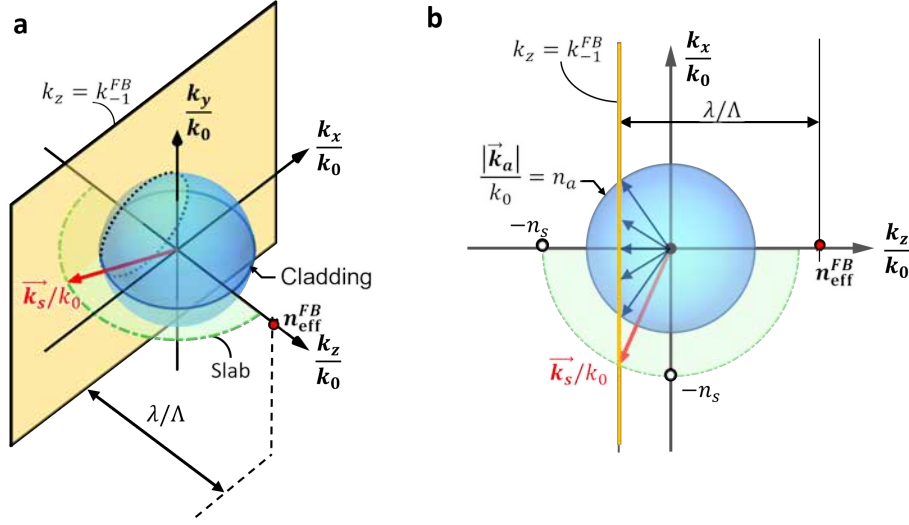 a
k_z = k_{-1}^{FB}
k_y/k_0
k_x/k_0
Cladding
k_s/k_0
n_eff^{FB}
k_z/k_0
Slab
λ/Λ
b
k_z = k_{-1}^{FB}
k_x/k_0
λ/Λ
|k_a|/k_0 = n_a
−n_s
k_z/k_0
n_eff^{FB}
k_s/k_0
−n_s